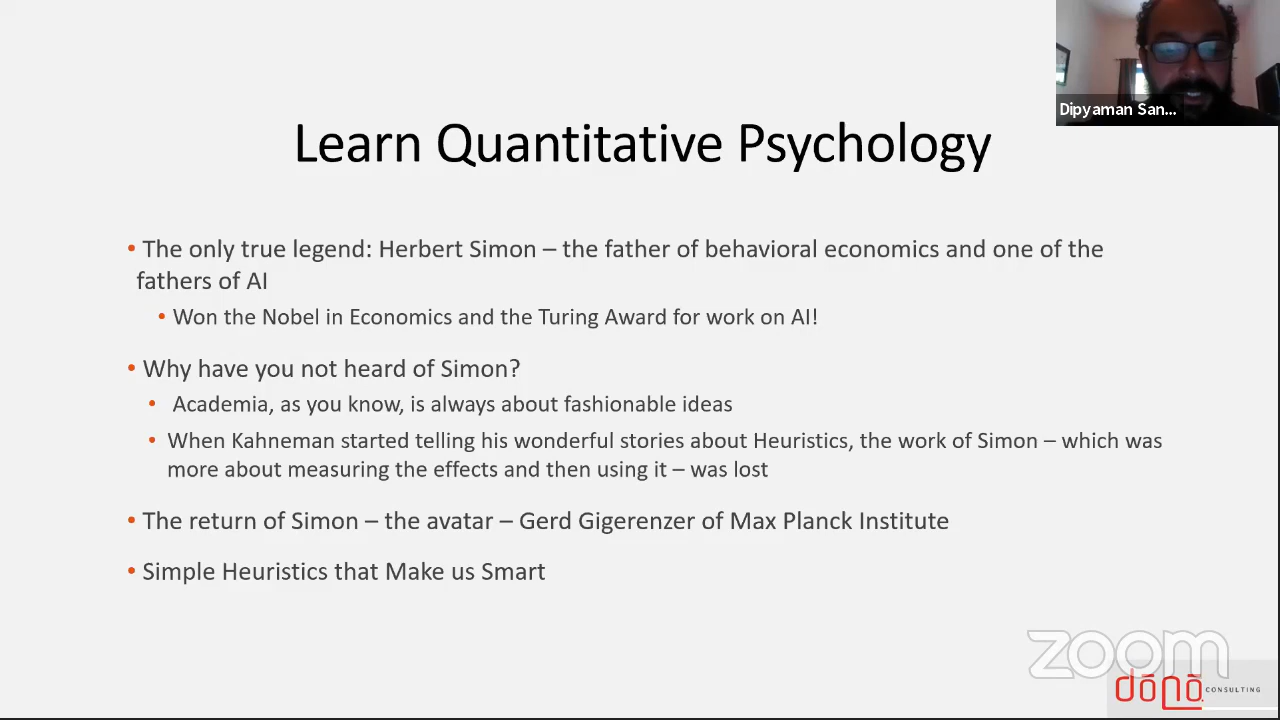 Dipyaman San...
Learn Quantitative Psychology
• The only true legend: Herbert Simon – the father of behavioral economics and one of the
fathers of AI
• Won the Nobel in Economics and the Turing Award for work on AI!
• Why have you not heard of Simon?
• Academia, as you know, is always about fashionable ideas
• When Kahneman started telling his wonderful stories about Heuristics, the work of Simon – which was
more about measuring the effects and then using it – was lost
• The return of Simon – the avatar – Gerd Gigerenzer of Max Planck Institute
• Simple Heuristics that Make us Smart
zoom
dānā CONSULTING